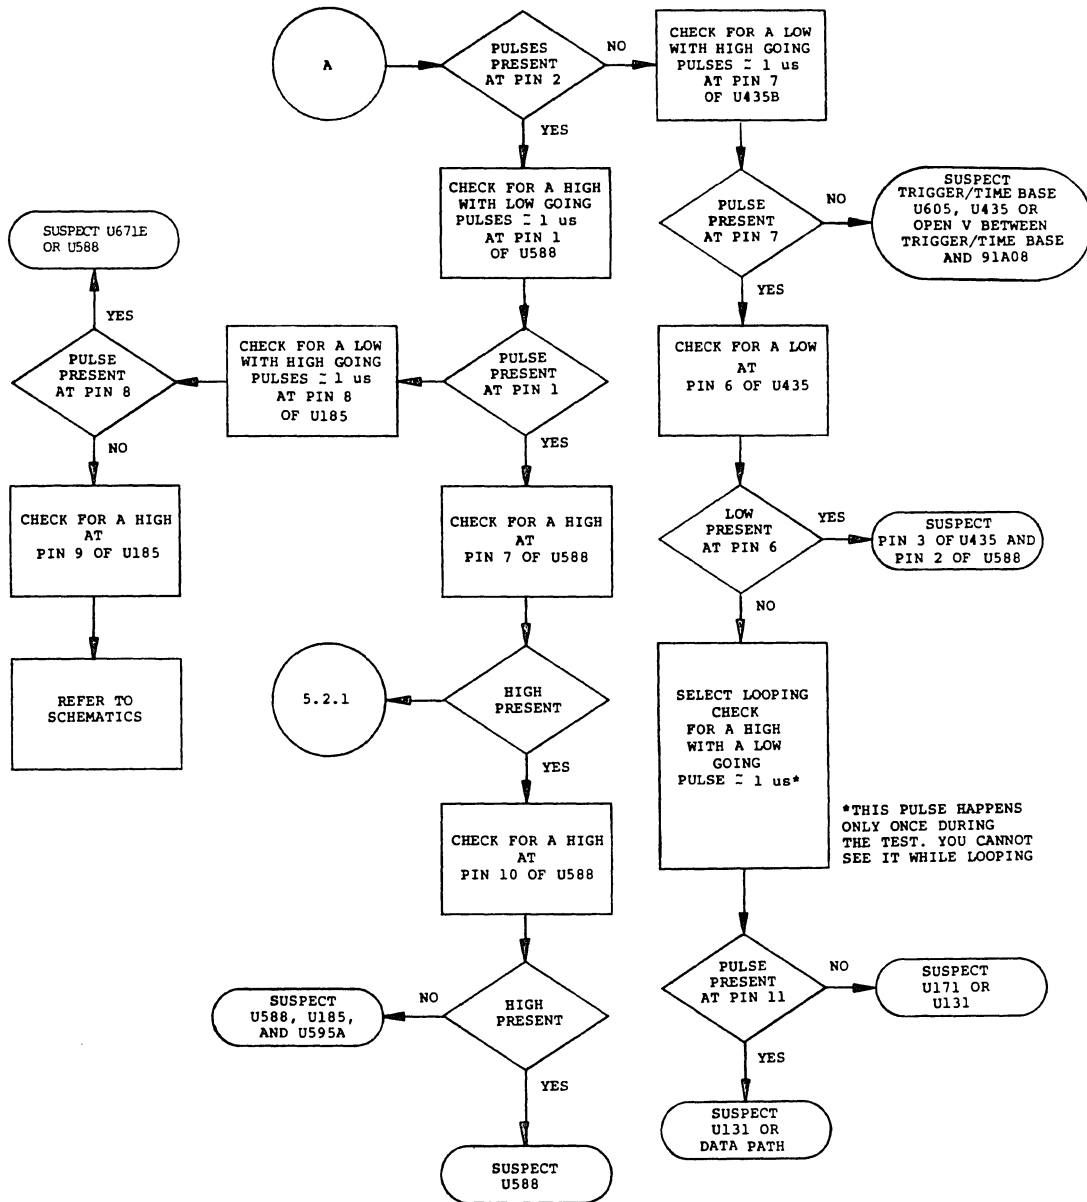 A
PULSES
PRESENT
AT PIN 2
NO
YES
CHECK FOR A LOW
WITH HIGH GOING
PULSES ≃ 1 us
AT PIN 7
OF U435B
PULSE
PRESENT
AT PIN 7
NO
YES
SUSPECT
TRIGGER/TIME BASE
U605, U435 OR
OPEN V BETWEEN
TRIGGER/TIME BASE
AND 91A08
CHECK FOR A HIGH
WITH LOW GOING
PULSES ≃ 1 us
AT PIN 1
OF U588
SUSPECT U671E
OR U588
YES
PULSE
PRESENT
AT PIN 8
NO
CHECK FOR A LOW
WITH HIGH GOING
PULSES ≃ 1 us
AT PIN 8
OF U185
PULSE
PRESENT
AT PIN 1
YES
CHECK FOR A LOW
AT
PIN 6 OF U435
CHECK FOR A HIGH
AT
PIN 9 OF U185
CHECK FOR A HIGH
AT
PIN 7 OF U588
LOW
PRESENT
AT PIN 6
YES
NO
SUSPECT
PIN 3 OF U435 AND
PIN 2 OF U588
REFER TO
SCHEMATICS
5.2.1
HIGH
PRESENT
YES
SELECT LOOPING
CHECK
FOR A HIGH
WITH A LOW
GOING
PULSE ≃ 1 us*
*THIS PULSE HAPPENS
ONLY ONCE DURING
THE TEST. YOU CANNOT
SEE IT WHILE LOOPING
CHECK FOR A HIGH
AT
PIN 10 OF U588
SUSPECT
U588, U185,
AND U595A
NO
HIGH
PRESENT
YES
PULSE
PRESENT
AT PIN 11
NO
YES
SUSPECT
U171 OR
U131
SUSPECT
U131 OR
DATA PATH
SUSPECT
U588